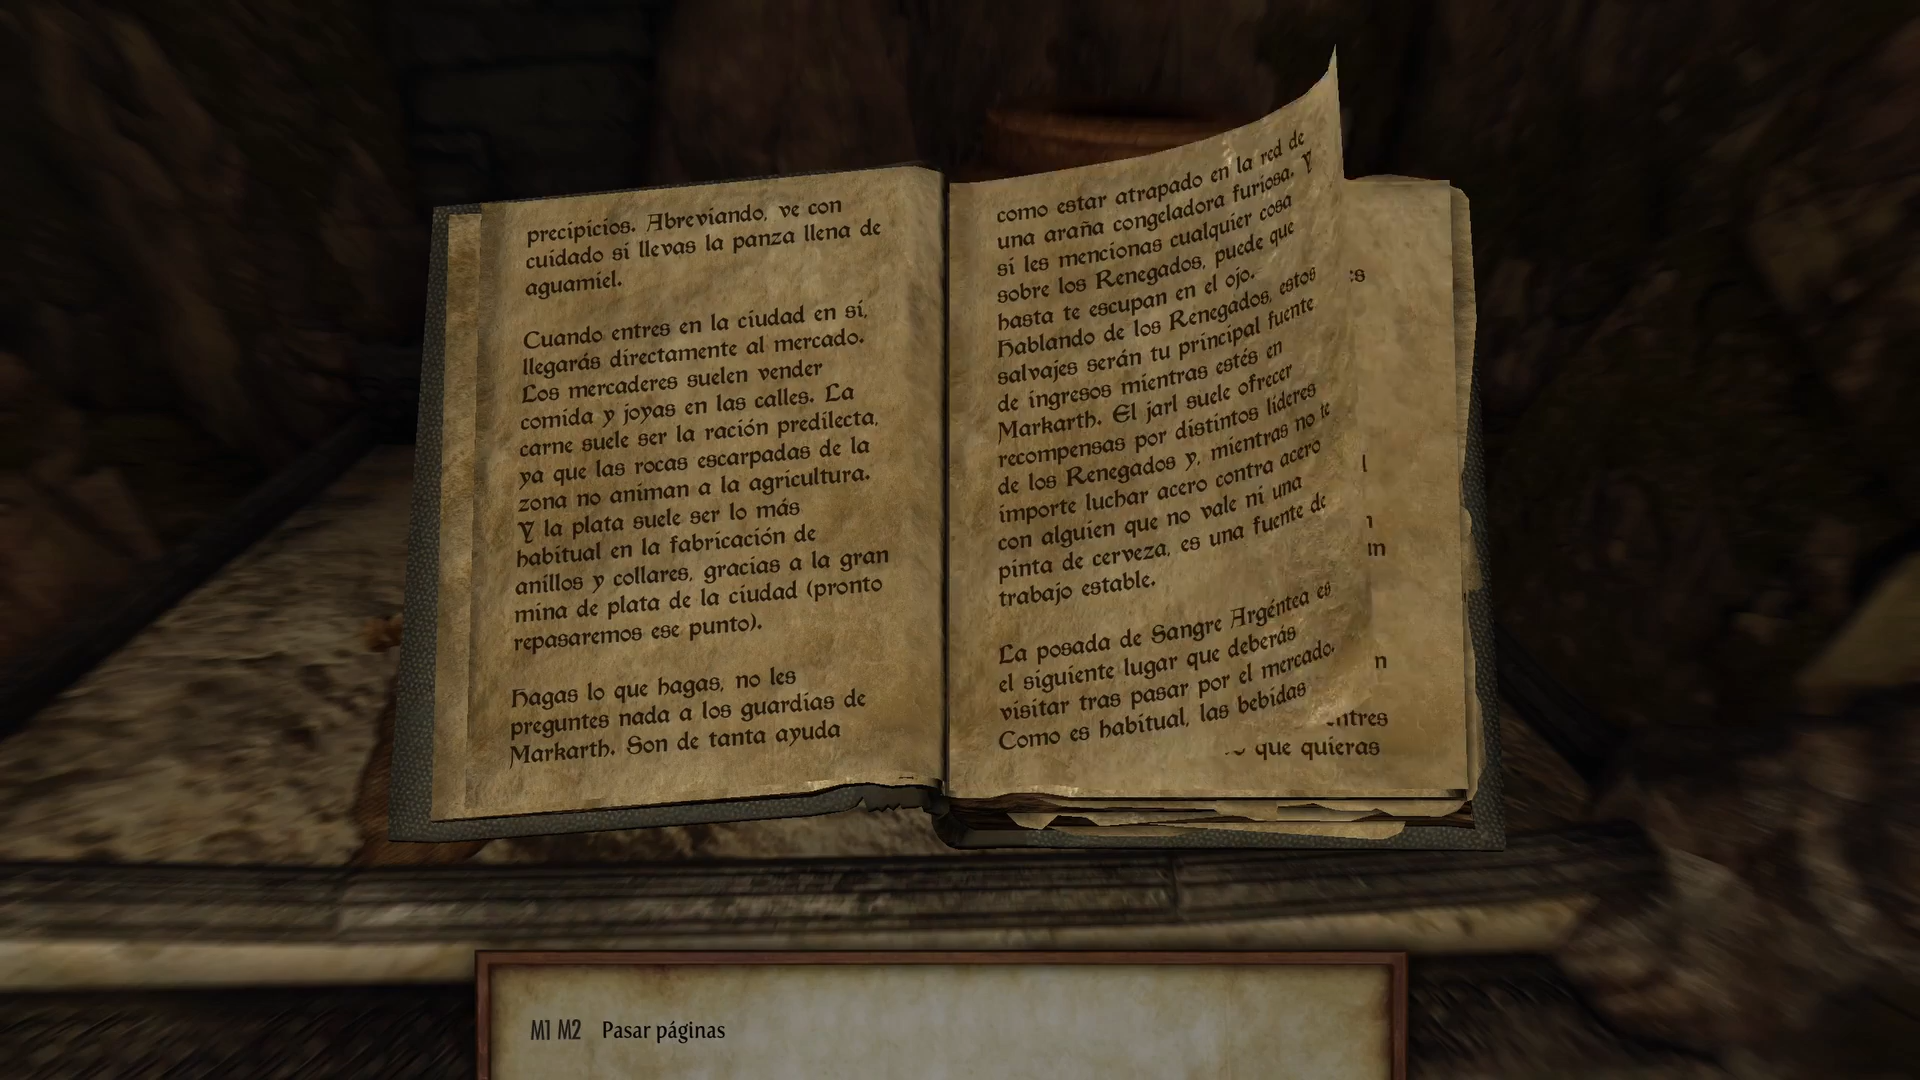 precipicios. Abreviando, ve con
cuidado si llevas la panza llena de
aguamiel.
Cuando entres en la ciudad en sí,
llegarás directamente al mercado.
Los mercaderes suelen vender
comida y joyas en las calles. La
carne suele ser la ración predilecta,
ya que las rocas escarpadas de la
zona no animan a la agricultura.
Y la plata suele ser lo más
habitual en la fabricación de
anillos y collares, gracias a la gran
mina de plata de la ciudad (pronto
repasaremos ese punto).
Hagas lo que hagas, no les
preguntes nada a los guardias de
Markarth. Son de tanta ayuda
como estar atrapado en la red de
una araña congeladora furiosa. Y
si les mencionas cualquier cosa
sobre los Renegados, puede que
hasta te escupan en el ojo.
Hablando de los Renegados, estos
salvajes serán tu principal fuente
de ingresos mientras estés en
Markarth. El jarl suele ofrecer
recompensas por distintos líderes
de los Renegados y, mientras no te
importe luchar acero contra acero
con alguien que no vale ni una
pinta de cerveza, es una fuente de
trabajo estable.
La posada de Sangre Argéntea es
el siguiente lugar que deberás
visitar tras pasar por el mercado.
Como es habitual, las bebidas
que quieras
M1 M2 Pasar páginas